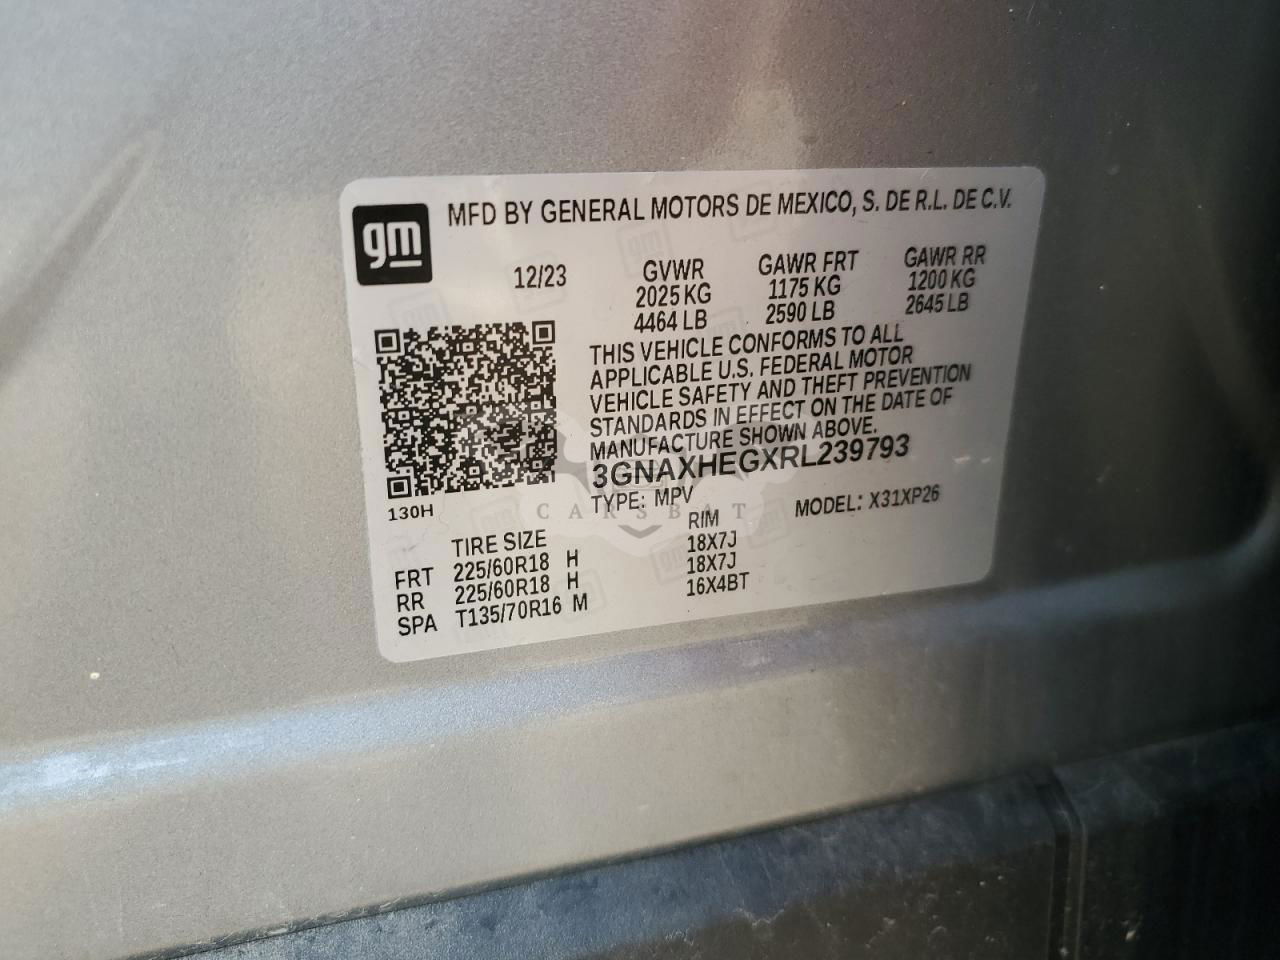 gm
MFD BY GENERAL MOTORS DE MEXICO, S. DE R.L. DE C.V.
12/23 GVWR GAWR FRT GAWR RR
2025 KG 1175 KG 1200 KG
4464 LB 2590 LB 2645 LB
THIS VEHICLE CONFORMS TO ALL
APPLICABLE U.S. FEDERAL MOTOR
VEHICLE SAFETY AND THEFT PREVENTION
STANDARDS IN EFFECT ON THE DATE OF
MANUFACTURE SHOWN ABOVE.
3GNAXHEGXRL239793
TYPE: MPV MODEL: X31XP26
130H
CARSBAT
TIRE SIZE RIM
FRT 225/60R18 H 18X7J
RR 225/60R18 H 18X7J
SPA T135/70R16 M 16X4BT